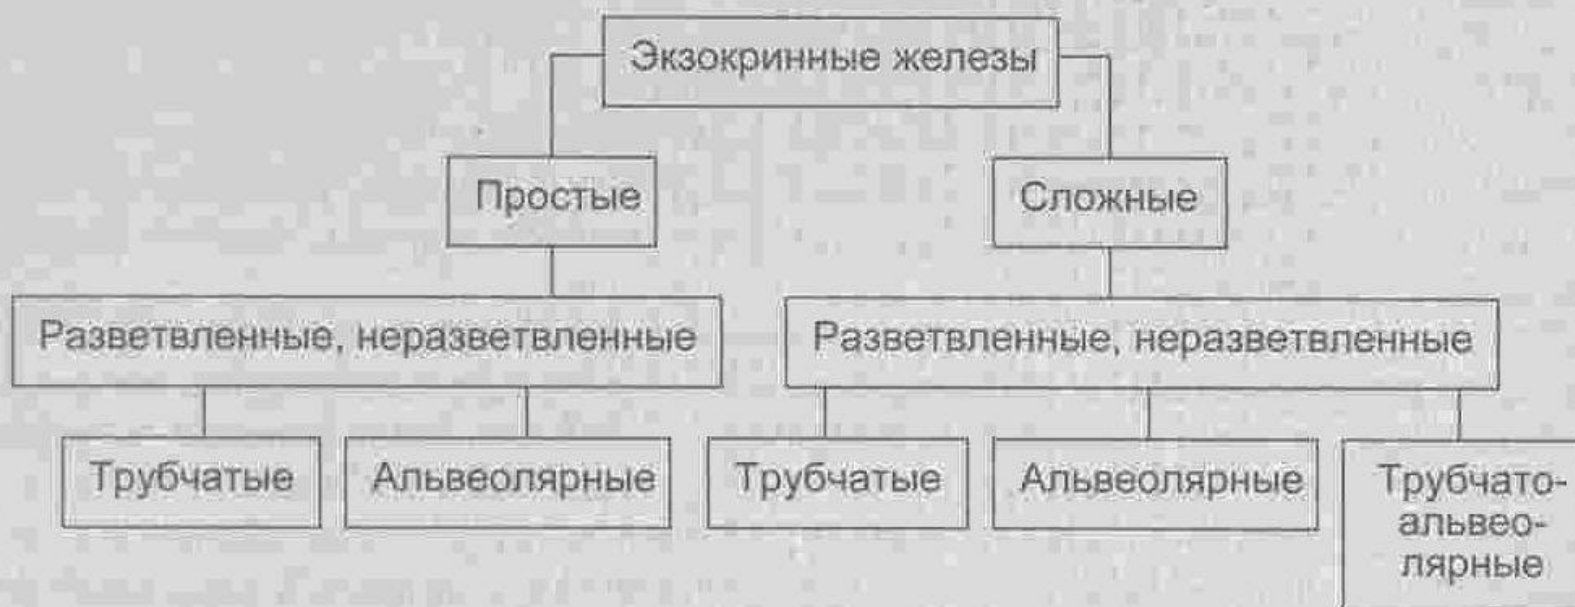 Экзокринные железы
Простые
Сложные
Разветвленные, неразветвленные
Разветвленные, неразветвленные
Трубчатые
Альвеолярные
Трубчатые
Альвеолярные
Трубчато-
альвео-
лярные